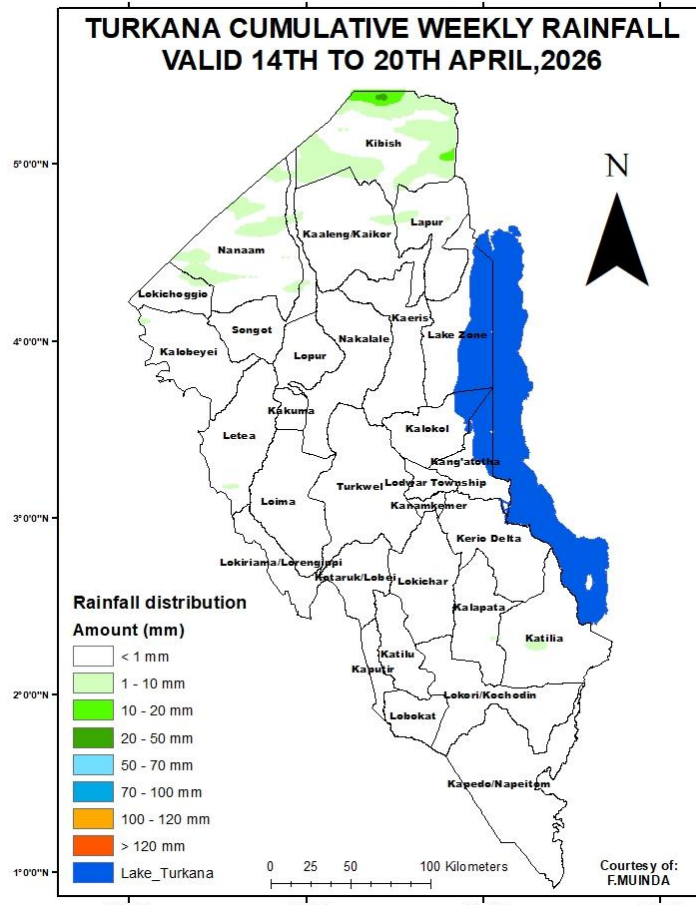 TURKANA CUMULATIVE WEEKLY RAINFALL
VALID 14TH TO 20TH APRIL,2026
N
5°0'0"N
4°0'0"N
3°0'0"N
2°0'0"N
1°0'0"N
Kibish
Kaaleng/Kaikor
Lapur
Nanaam
Lokichoggio
Songot
Kalobeyei
Lopur
Nakalale
Kaeris
Lake Zone
Kakuma
Letea
Kalokol
Kang'atotha
Loima
Turkwel
Lodwar Township
Kanamkemer
Kerio Delta
Lokiriama/Lorengippi
Kotaruk/Lobei
Lokichar
Kalapata
Katilia
Katilu
Kaputir
Lokori/Kochodin
Lobokat
Kapedo/Napeitom
Rainfall distribution
Amount (mm)
< 1 mm
1 - 10 mm
10 - 20 mm
20 - 50 mm
50 - 70 mm
70 - 100 mm
100 - 120 mm
> 120 mm
Lake_Turkana
0 25 50 100 Kilometers
Courtesy of:
F.MUINDA